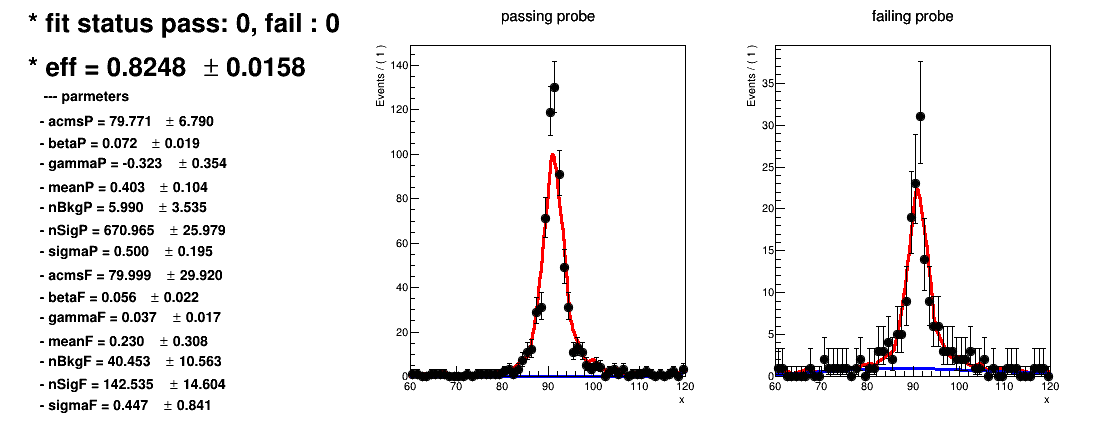 * fit status pass: 0, fail : 0
* eff = 0.8248 ± 0.0158
--- parmeters
- acmsP = 79.771 ± 6.790
- betaP = 0.072 ± 0.019
- gammaP = -0.323 ± 0.354
- meanP = 0.403 ± 0.104
- nBkgP = 5.990 ± 3.535
- nSigP = 670.965 ± 25.979
- sigmaP = 0.500 ± 0.195
- acmsF = 79.999 ± 29.920
- betaF = 0.056 ± 0.022
- gammaF = 0.037 ± 0.017
- meanF = 0.230 ± 0.308
- nBkgF = 40.453 ± 10.563
- nSigF = 142.535 ± 14.604
- sigmaF = 0.447 ± 0.841
passing probe
Events / ( 1 )
140
120
100
80
60
40
20
0
60 70 80 90 100 110 120
x
failing probe
Events / ( 1 )
35
30
25
20
15
10
5
0
60 70 80 90 100 110 120
x